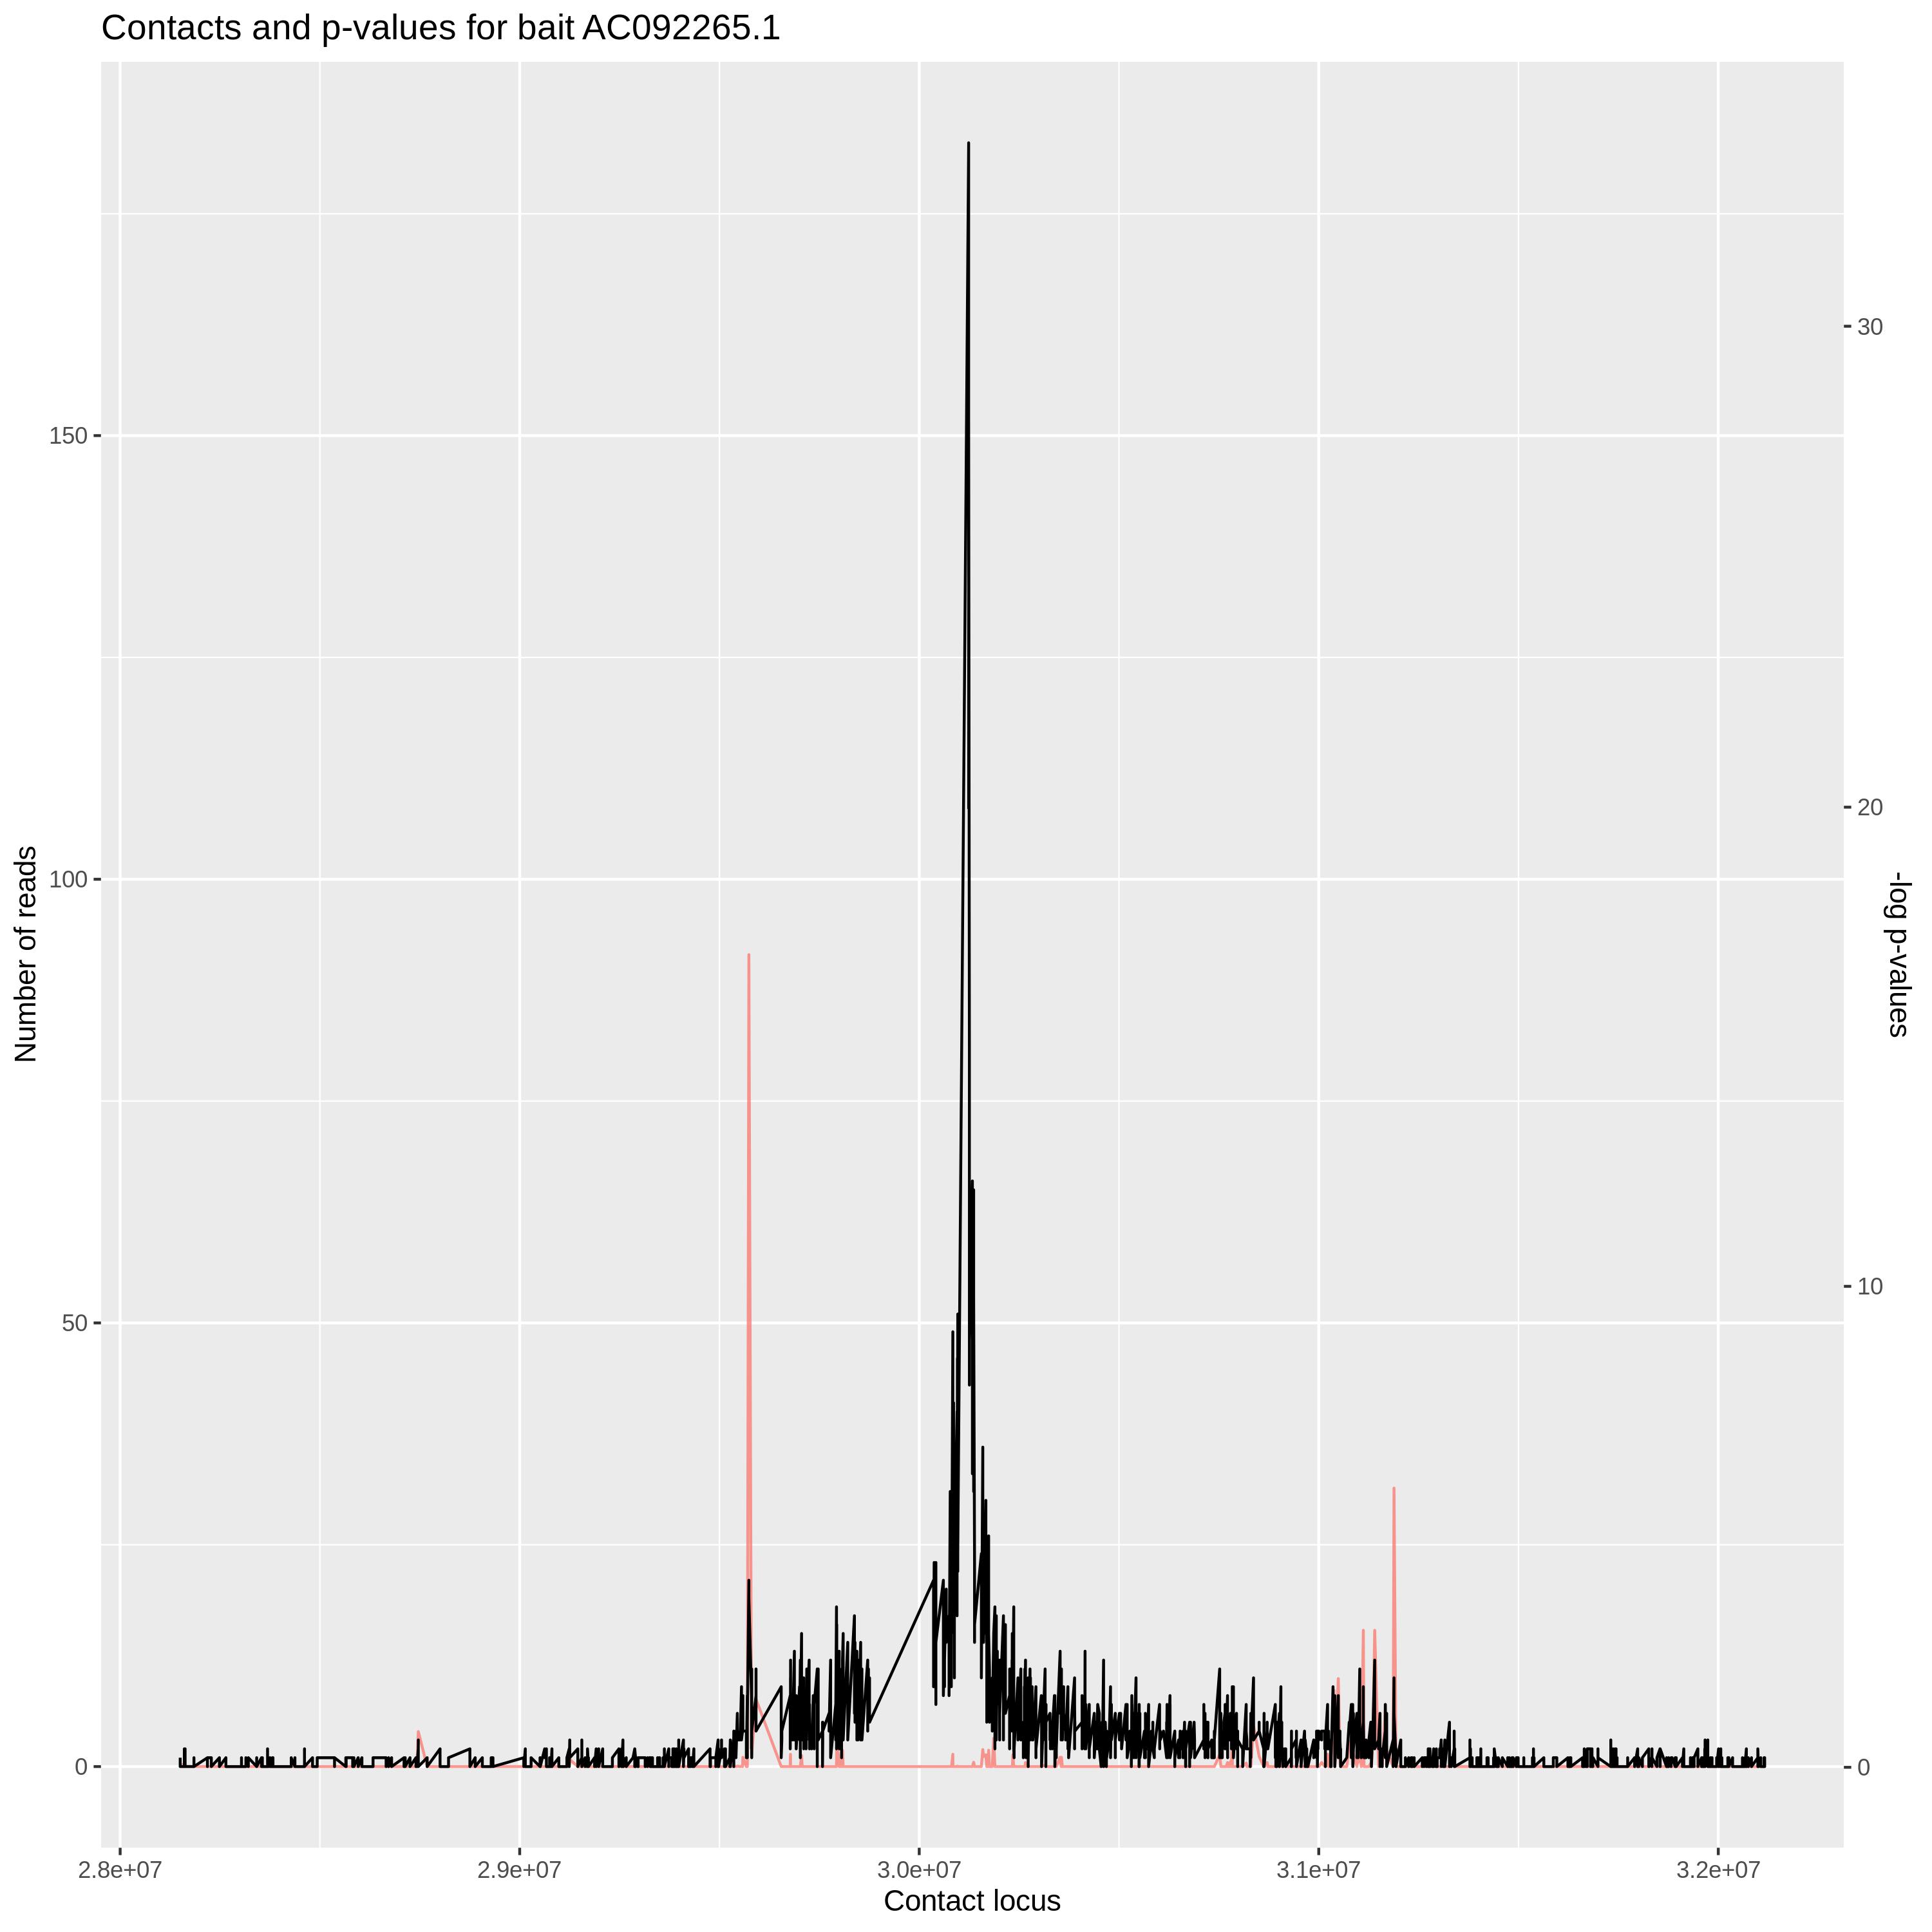 Contacts and p-values for bait AC092265.1
150
100
50
0
Number of reads
30
20
10
0
-log p-values
2.8e+07 2.9e+07 3.0e+07 3.1e+07 3.2e+07
Contact locus